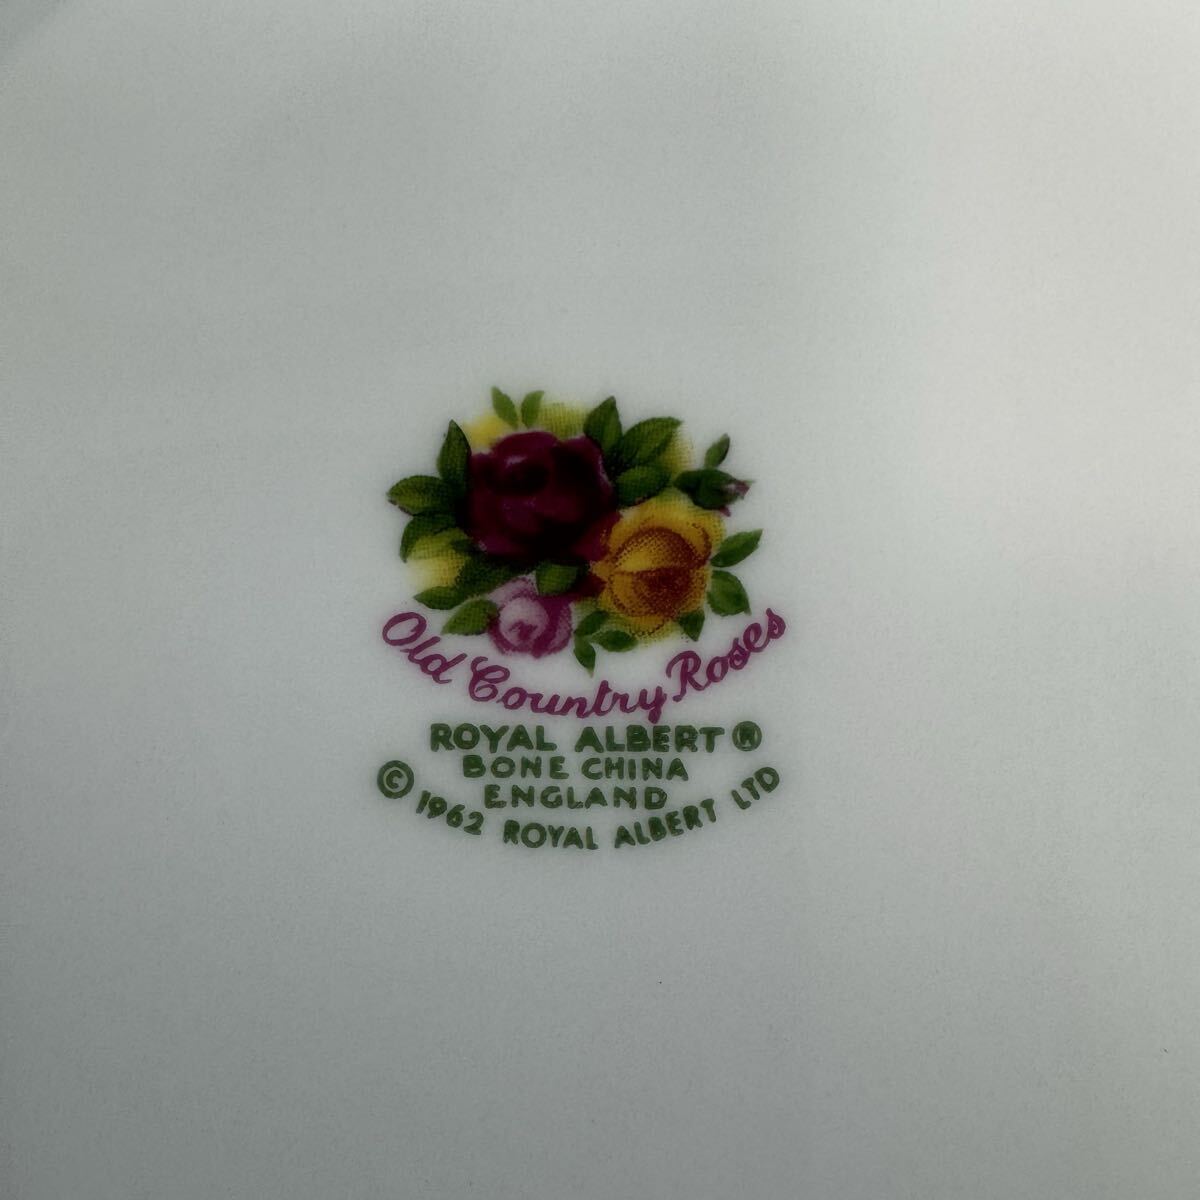 Old Country Roses
ROYAL ALBERT ®
BONE CHINA
ENGLAND
© 1962 ROYAL ALBERT LTD